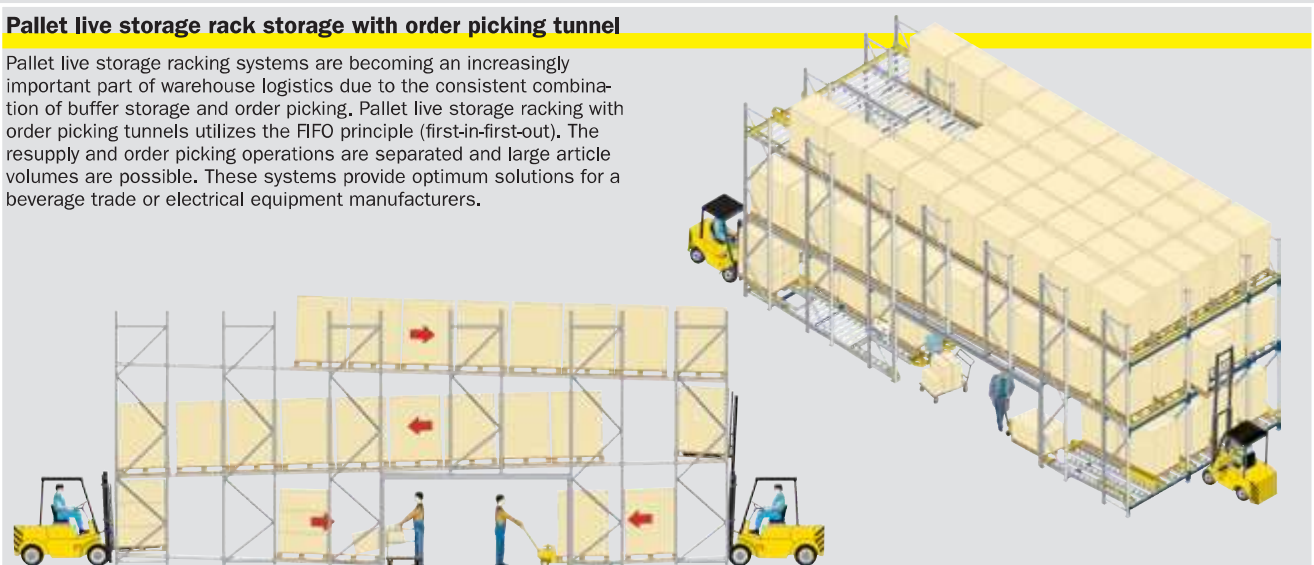 Pallet live storage rack storage with order picking tunnel
Pallet live storage racking systems are becoming an increasingly
important part of warehouse logistics due to the consistent combina-
tion of buffer storage and order picking. Pallet live storage racking with
order picking tunnels utilizes the FIFO principle (first-in-first-out). The
resupply and order picking operations are separated and large article
volumes are possible. These systems provide optimum solutions for a
beverage trade or electrical equipment manufacturers.